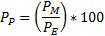 P_P = (P_M / P_E) * 100